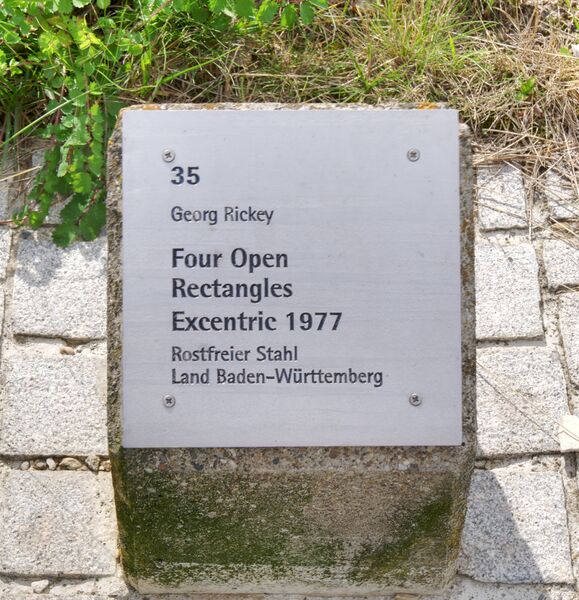 35
Georg Rickey
Four Open
Rectangles
Excentric 1977
Rostfreier Stahl
Land Baden-Württemberg